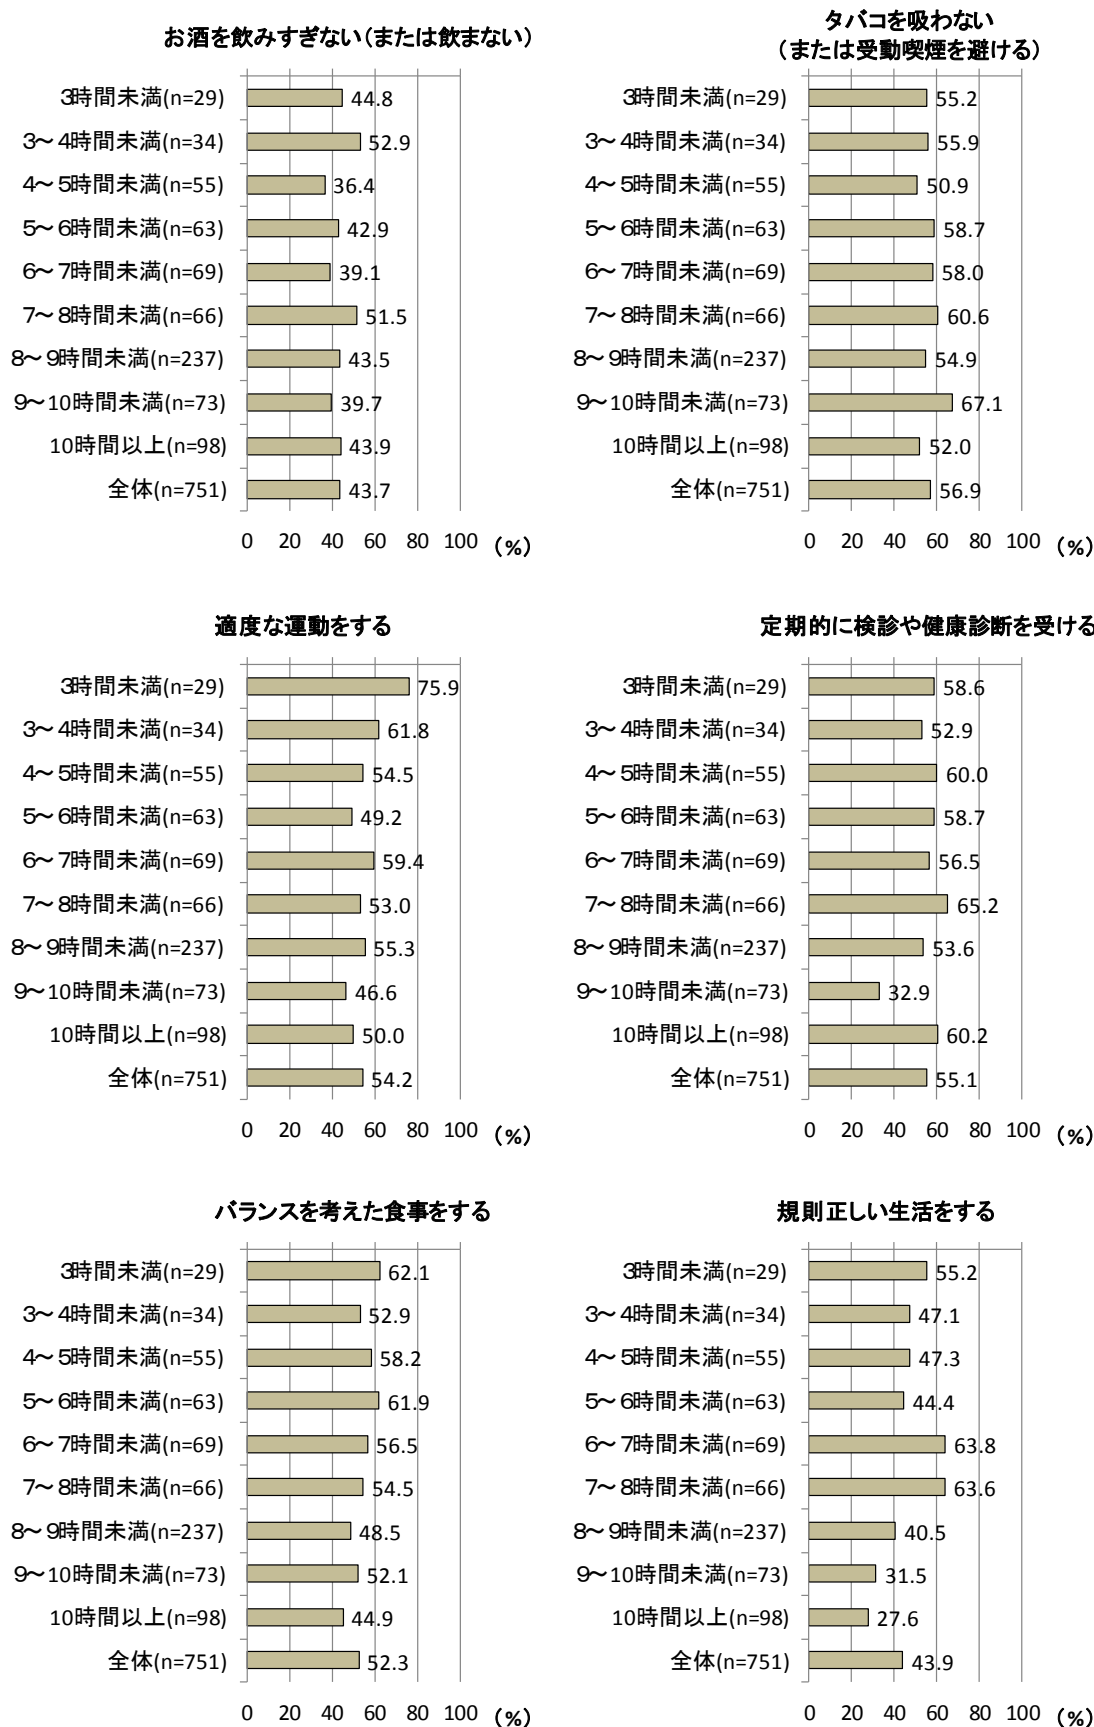 お酒を飲みすぎない(または飲まない)
3時間未満(n=29)
44.8
3～4時間未満(n=34)
52.9
4～5時間未満(n=55)
36.4
5～6時間未満(n=63)
42.9
6～7時間未満(n=69)
39.1
7～8時間未満(n=66)
51.5
8～9時間未満(n=237)
43.5
9～10時間未満(n=73)
39.7
10時間以上(n=98)
43.9
全体(n=751)
43.7
0 20 40 60 80 100 (%)
タバコを吸わない
(または受動喫煙を避ける)
3時間未満(n=29)
55.2
3～4時間未満(n=34)
55.9
4～5時間未満(n=55)
50.9
5～6時間未満(n=63)
58.7
6～7時間未満(n=69)
58.0
7～8時間未満(n=66)
60.6
8～9時間未満(n=237)
54.9
9～10時間未満(n=73)
67.1
10時間以上(n=98)
52.0
全体(n=751)
56.9
0 20 40 60 80 100 (%)
適度な運動をする
3時間未満(n=29)
75.9
3～4時間未満(n=34)
61.8
4～5時間未満(n=55)
54.5
5～6時間未満(n=63)
49.2
6～7時間未満(n=69)
59.4
7～8時間未満(n=66)
53.0
8～9時間未満(n=237)
55.3
9～10時間未満(n=73)
46.6
10時間以上(n=98)
50.0
全体(n=751)
54.2
0 20 40 60 80 100 (%)
定期的に検診や健康診断を受ける
3時間未満(n=29)
58.6
3～4時間未満(n=34)
52.9
4～5時間未満(n=55)
60.0
5～6時間未満(n=63)
58.7
6～7時間未満(n=69)
56.5
7～8時間未満(n=66)
65.2
8～9時間未満(n=237)
53.6
9～10時間未満(n=73)
32.9
10時間以上(n=98)
60.2
全体(n=751)
55.1
0 20 40 60 80 100 (%)
バランスを考えた食事をする
3時間未満(n=29)
62.1
3～4時間未満(n=34)
52.9
4～5時間未満(n=55)
58.2
5～6時間未満(n=63)
61.9
6～7時間未満(n=69)
56.5
7～8時間未満(n=66)
54.5
8～9時間未満(n=237)
48.5
9～10時間未満(n=73)
52.1
10時間以上(n=98)
44.9
全体(n=751)
52.3
0 20 40 60 80 100 (%)
規則正しい生活をする
3時間未満(n=29)
55.2
3～4時間未満(n=34)
47.1
4～5時間未満(n=55)
47.3
5～6時間未満(n=63)
44.4
6～7時間未満(n=69)
63.8
7～8時間未満(n=66)
63.6
8～9時間未満(n=237)
40.5
9～10時間未満(n=73)
31.5
10時間以上(n=98)
27.6
全体(n=751)
43.9
0 20 40 60 80 100 (%)